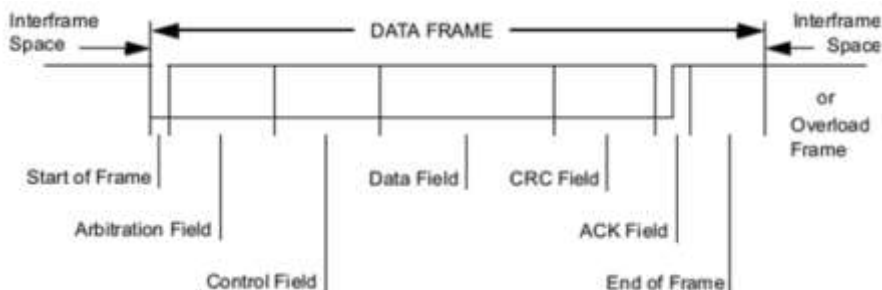 Interframe
Space
DATA FRAME
Interframe
Space
or
Overload
Frame
Start of Frame
Data Field
CRC Field
Arbitration Field
ACK Field
Control Field
End of Frame